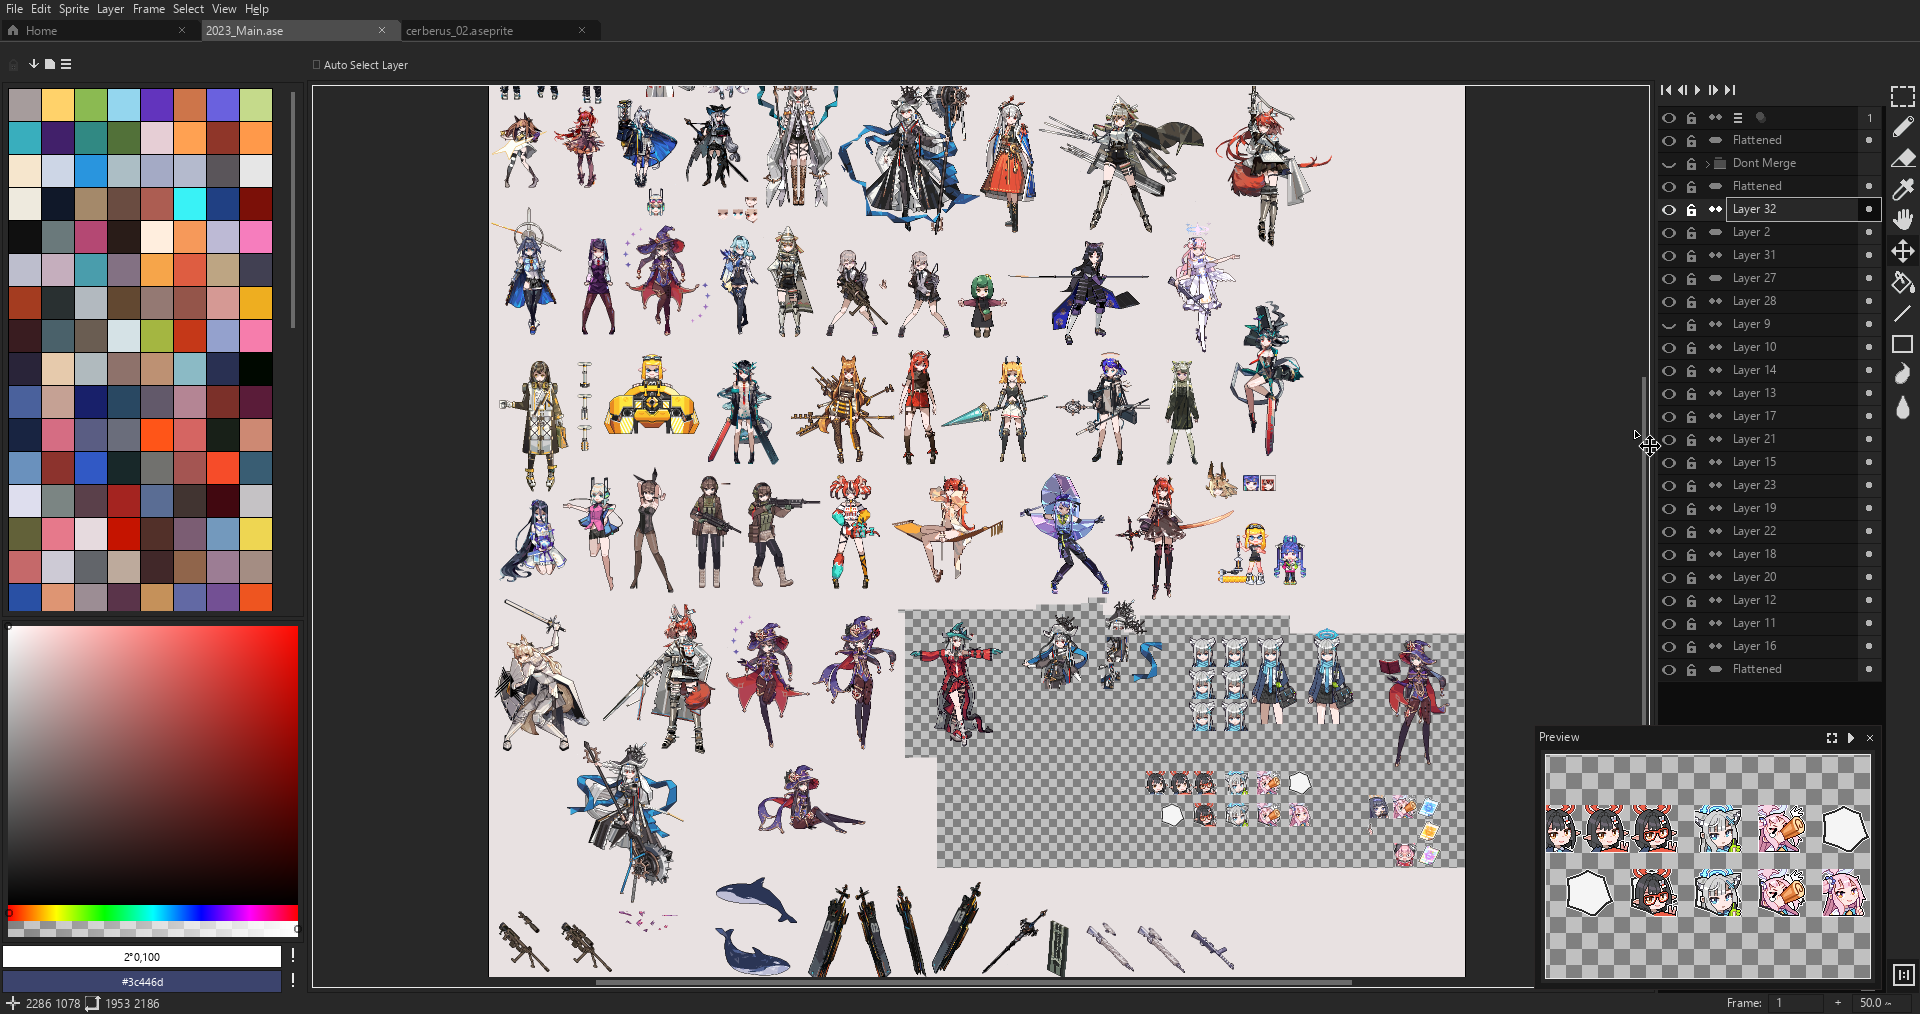 File Edit Sprite Layer Frame Select View Help
Home
2023_Main.ase
cerberus_02.aseprite
Auto Select Layer
1
Flattened
Dont Merge
Flattened
Layer 32
Layer 2
Layer 31
Layer 27
Layer 28
Layer 9
Layer 10
Layer 14
Layer 13
Layer 17
Layer 21
Layer 15
Layer 23
Layer 19
Layer 22
Layer 18
Layer 20
Layer 12
Layer 11
Layer 16
Flattened
Preview
2°0,100
#3c446d
2286 1078 1953 2186
Frame: 1 + 50.0